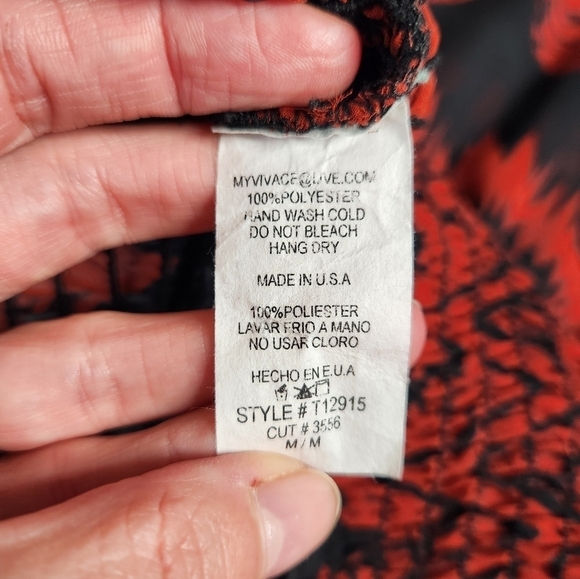 MYVIVACE@LIVE.COM
100%POLYESTER
HAND WASH COLD
DO NOT BLEACH
HANG DRY
MADE IN U.S.A
100%POLIESTER
LAVAR FRIO A MANO
NO USAR CLORO
HECHO EN E.U.A
STYLE # T12915
CUT # 3556
M / M